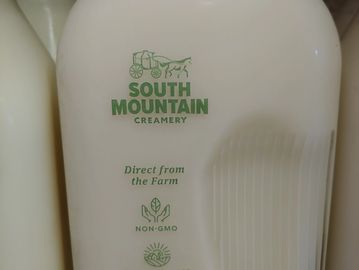 SOUTH
MOUNTAIN
CREAMERY
Direct from
the Farm
NON-GMO